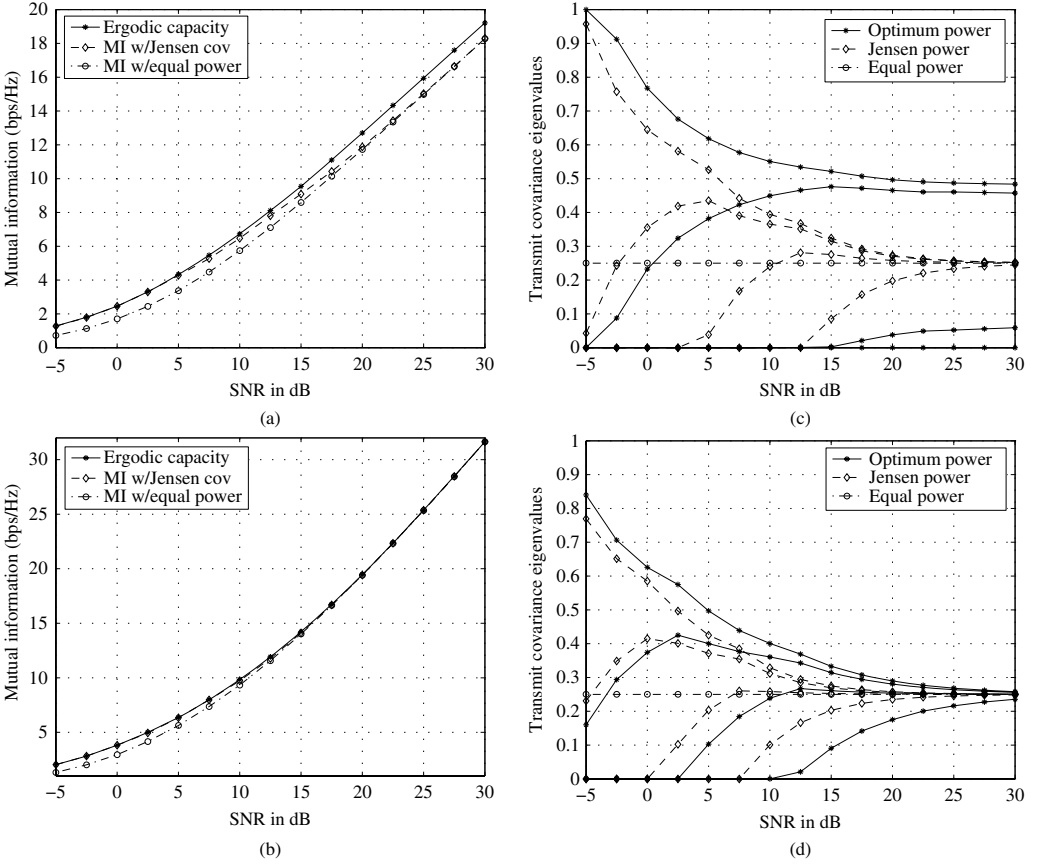 Mutual information (bps/Hz)
20
18
16
14
12
10
8
6
4
2
0
Ergodic capacity
MI w/Jensen cov
MI w/equal power
−5 0 5 10 15 20 25 30
SNR in dB
(a)
Transmit covariance eigenvalues
1
0.9
0.8
0.7
0.6
0.5
0.4
0.3
0.2
0.1
0
Optimum power
Jensen power
Equal power
−5 0 5 10 15 20 25 30
SNR in dB
(c)
Mutual information (bps/Hz)
30
25
20
15
10
5
Ergodic capacity
MI w/Jensen cov
MI w/equal power
−5 0 5 10 15 20 25 30
SNR in dB
(b)
Transmit covariance eigenvalues
1
0.9
0.8
0.7
0.6
0.5
0.4
0.3
0.2
0.1
0
Optimum power
Jensen power
Equal power
−5 0 5 10 15 20 25 30
SNR in dB
(d)